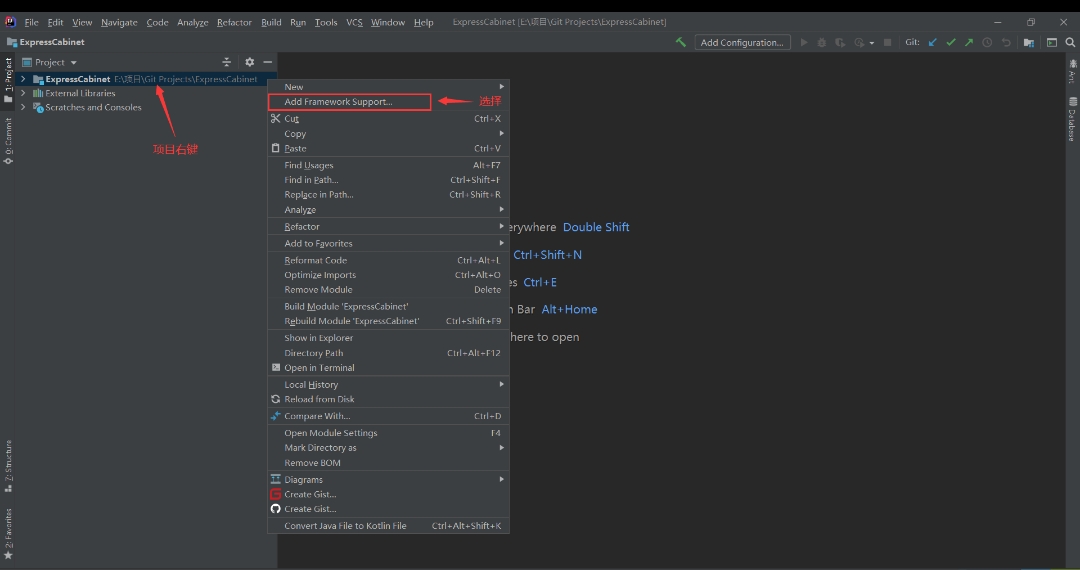 File Edit View Navigate Code Analyze Refactor Build Run Tools VCS Window Help ExpressCabinet [E:\项目\Git Projects\ExpressCabinet]
ExpressCabinet
Add Configuration...
Git:
Project
1: Project
ExpressCabinet E:\项目\Git Projects\ExpressCabinet
External Libraries
Scratches and Consoles
项目右键
0: Commit
7: Structure
2: Favorites
New
Add Framework Support...
选择
Cut Ctrl+X
Copy
Paste Ctrl+V
Find Usages Alt+F7
Find in Path... Ctrl+Shift+F
Replace in Path... Ctrl+Shift+R
Analyze
Refactor
Add to Favorites
Reformat Code Ctrl+Alt+L
Optimize Imports Ctrl+Alt+O
Remove Module Delete
Build Module 'ExpressCabinet'
Rebuild Module 'ExpressCabinet' Ctrl+Shift+F9
Show in Explorer
Directory Path Ctrl+Alt+F12
Open in Terminal
Local History
Reload from Disk
Compare With... Ctrl+D
Open Module Settings F4
Mark Directory as
Remove BOM
Diagrams
Create Gist...
Create Gist...
Convert Java File to Kotlin File Ctrl+Alt+Shift+K
erywhere Double Shift
Ctrl+Shift+N
es Ctrl+E
n Bar Alt+Home
here to open
Ant
Database